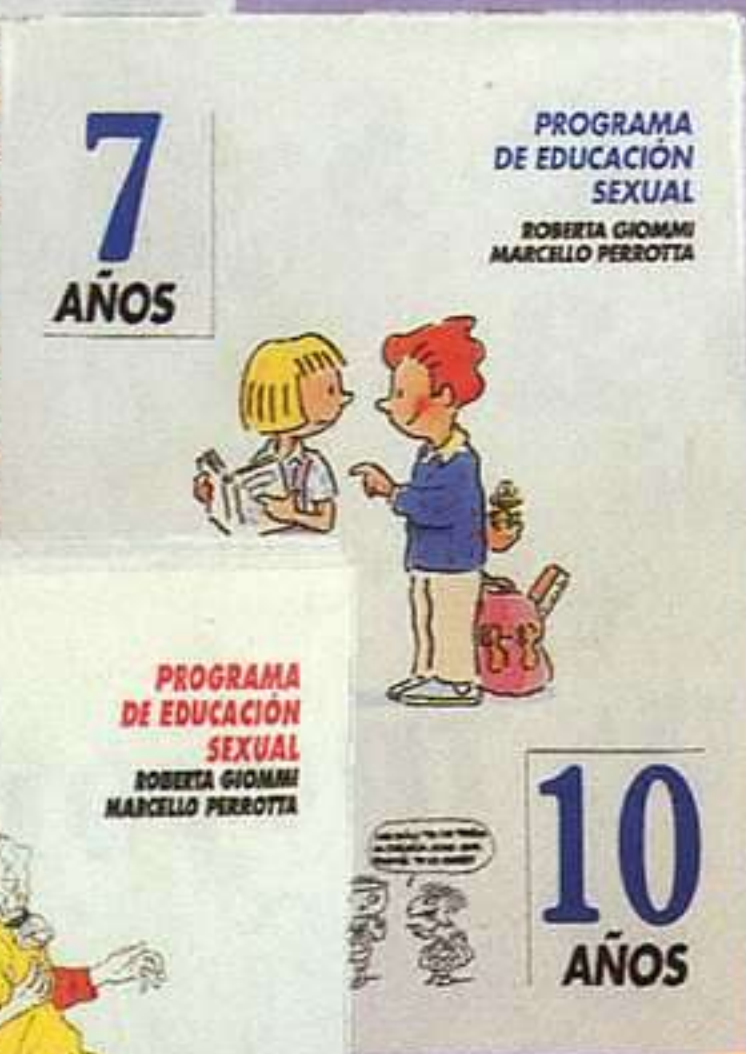 7
AÑOS
PROGRAMA
DE EDUCACIÓN
SEXUAL
ROBERTA GIOMMI
MARCELLO PERROTTA
PROGRAMA
DE EDUCACIÓN
SEXUAL
ROBERTA GIOMMI
MARCELLO PERROTTA
10
AÑOS